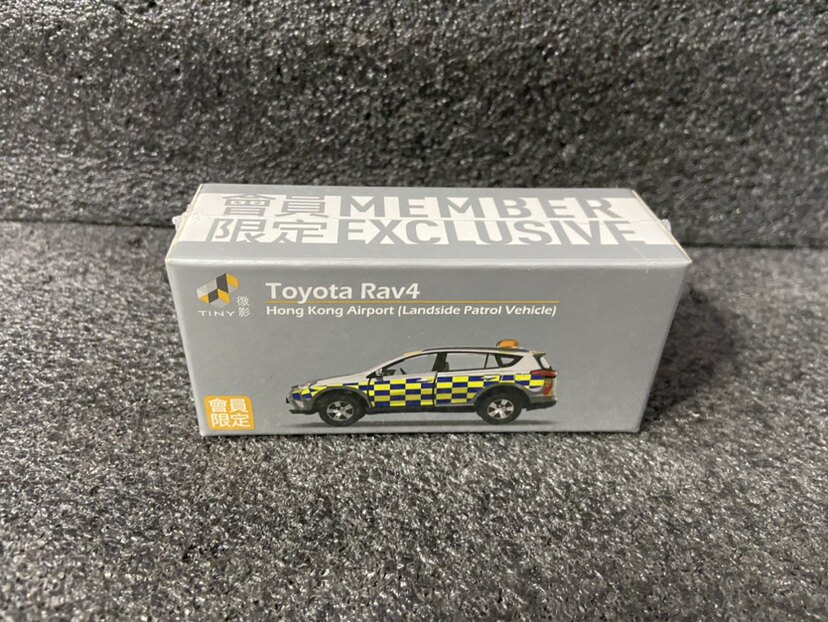 會員 MEMBER
限定 EXCLUSIVE
Toyota Rav4
Hong Kong Airport (Landside Patrol Vehicle)
TINY 微影
會員
限定